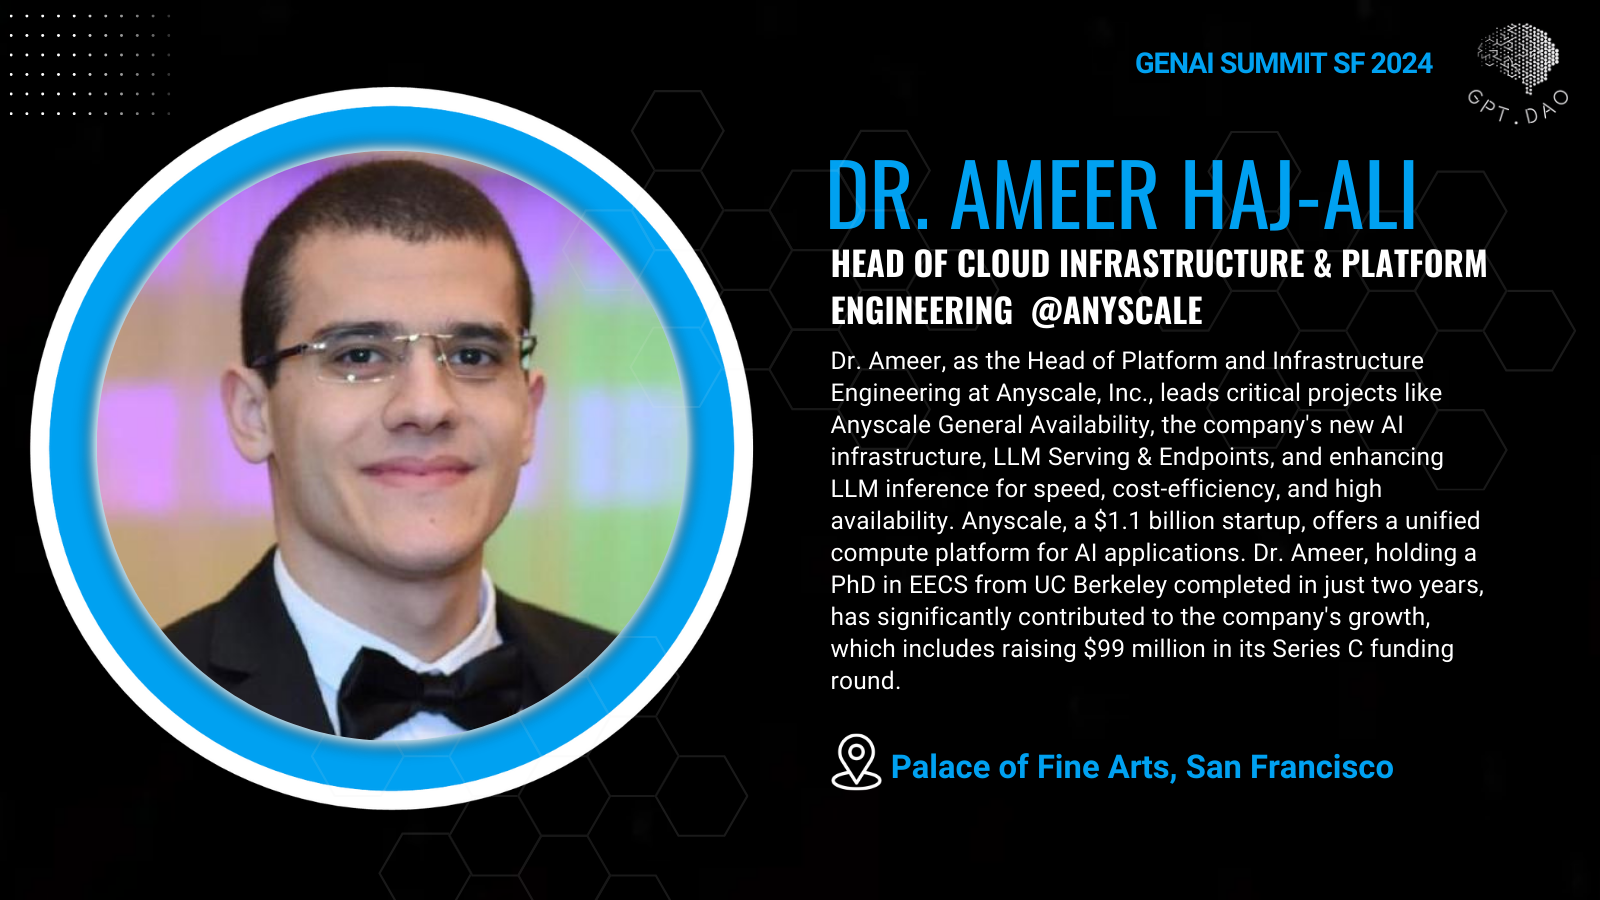 GENAI SUMMIT SF 2024
GPT.DAO
DR. AMEER HAJ-ALI
HEAD OF CLOUD INFRASTRUCTURE & PLATFORM
ENGINEERING @ANYSCALE
Dr. Ameer, as the Head of Platform and Infrastructure
Engineering at Anyscale, Inc., leads critical projects like
Anyscale General Availability, the company's new AI
infrastructure, LLM Serving & Endpoints, and enhancing
LLM inference for speed, cost-efficiency, and high
availability. Anyscale, a $1.1 billion startup, offers a unified
compute platform for AI applications. Dr. Ameer, holding a
PhD in EECS from UC Berkeley completed in just two years,
has significantly contributed to the company's growth,
which includes raising $99 million in its Series C funding
round.
Palace of Fine Arts, San Francisco